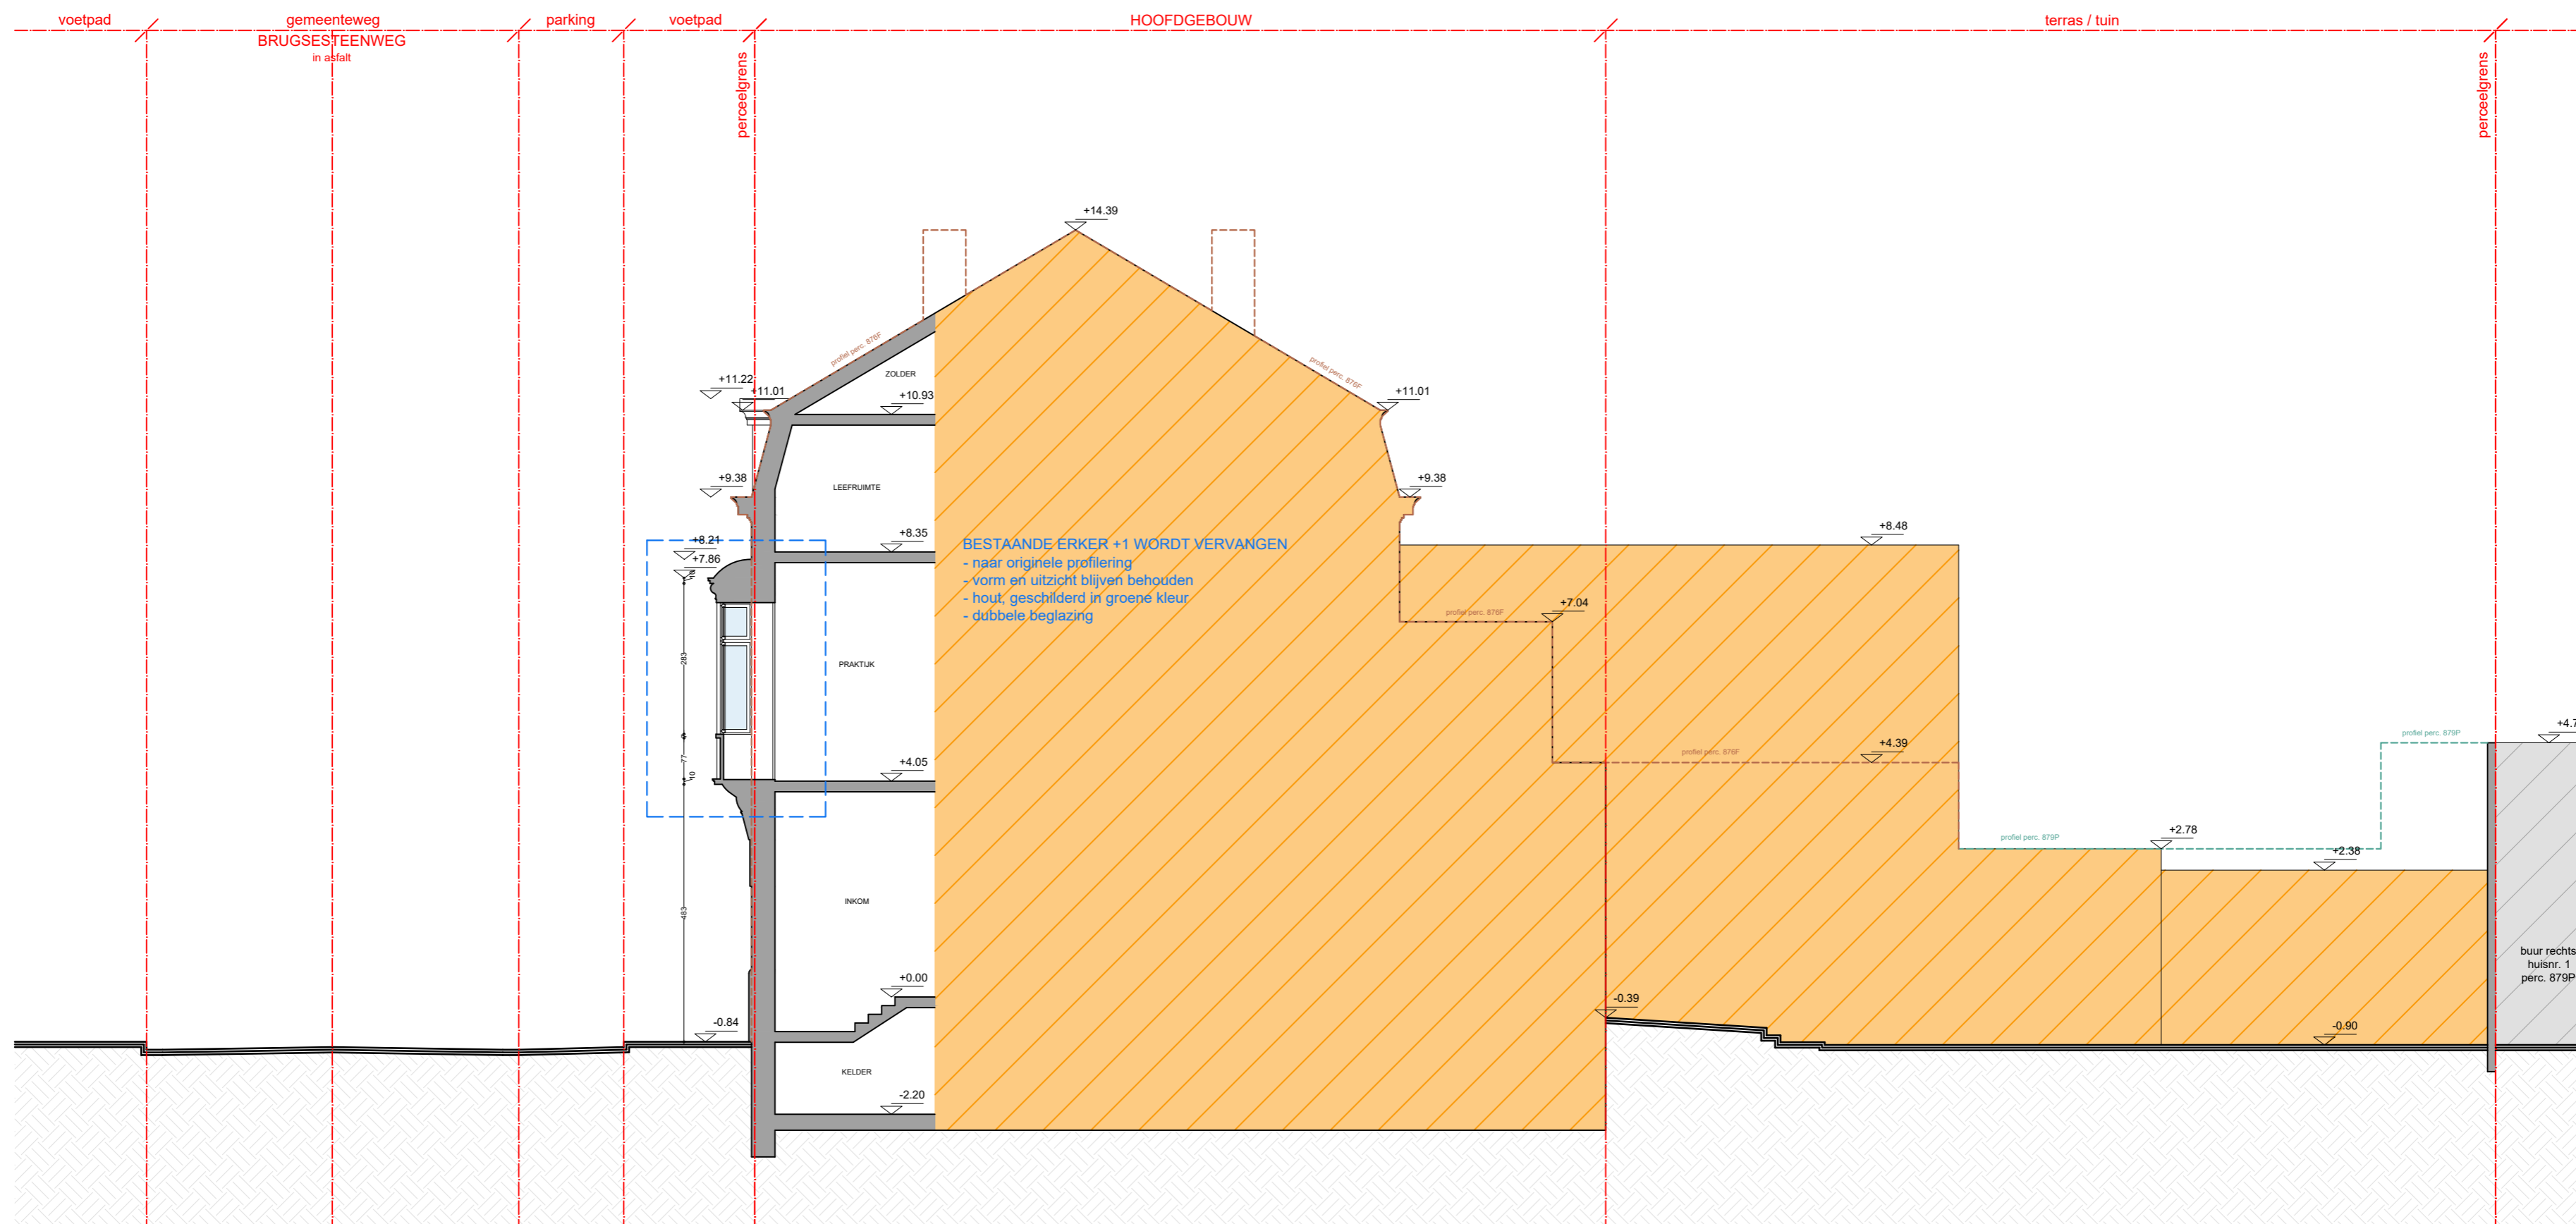 voetpad
gemeenteweg
parking
voetpad
HOOFDGEBOUW
terras / tuin
BRUGSESTEENWEG
in asfalt
perceelgrens
perceelgrens
+14.39
profiel perc. 876F
profiel perc. 876F
ZOLDER
+11.22
+11.01
+10.93
+11.01
+9.38
LEEFRUIMTE
+9.38
+8.21
+8.35
+7.86
BESTAANDE ERKER +1 WORDT VERVANGEN
- naar originele profilering
- vorm en uitzicht blijven behouden
- hout, geschilderd in groene kleur
- dubbele beglazing
+8.48
profiel perc. 876F
+7.04
283
PRAKTIJK
77
10
+4.05
profiel perc. 876F
+4.39
profiel perc. 879P
+4.7
profiel perc. 879P
+2.78
+2.38
483
INKOM
+0.00
-0.84
-0.39
-0.90
buur rechts
huisnr. 1
perc. 879P
KELDER
-2.20